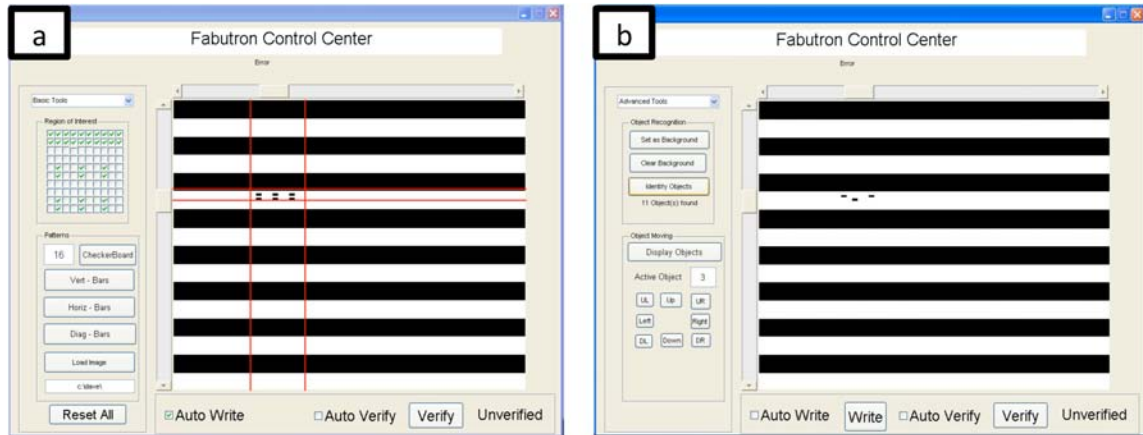 a
Fabutron Control Center
Error
Basic Tools
Region of Interest
Patterns
16 CheckerBoard
Vert - Bars
Horiz - Bars
Diag - Bars
Load Image
c:\dave\
Reset All
Auto Write Auto Verify Verify Unverified
b
Fabutron Control Center
Error
Advanced Tools
Object Recognition
Set as Background
Clear Background
Identify Objects
11 Object(s) found
Object Moving
Display Objects
Active Object 3
UL Up UR
Left Right
DL Down DR
Auto Write Write Auto Verify Verify Unverified